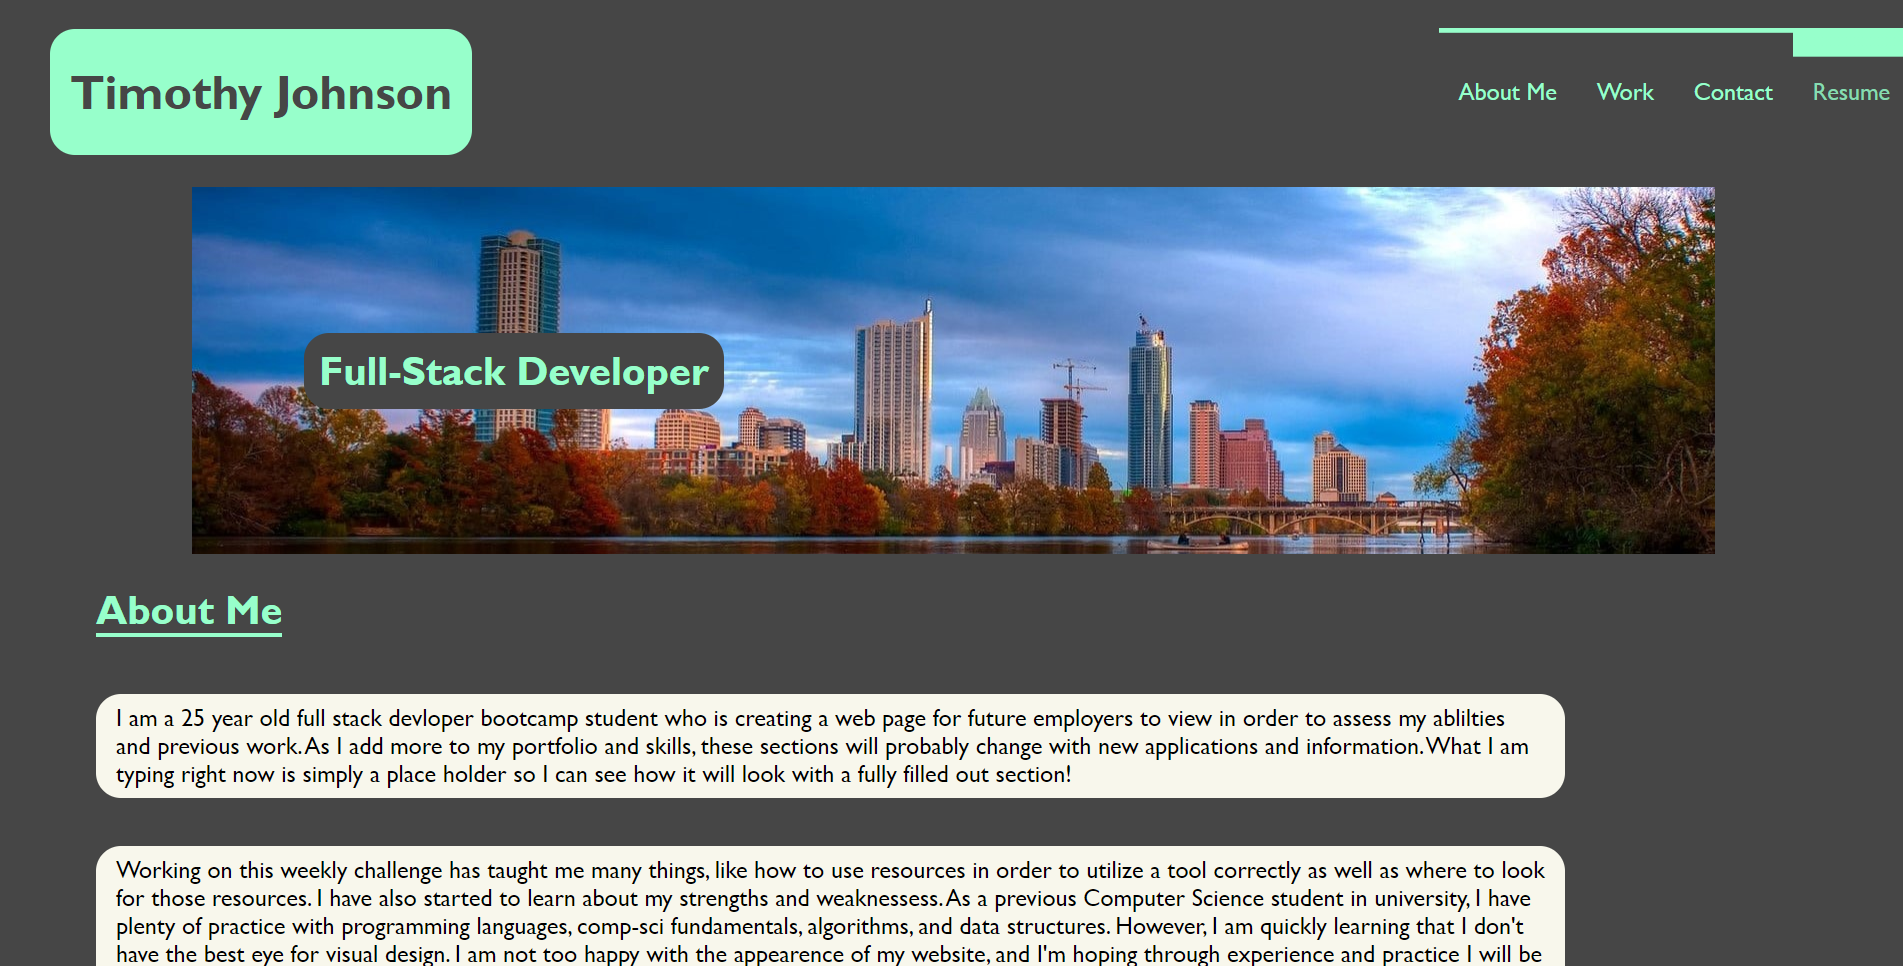 Timothy Johnson
About Me Work Contact Resume
Full-Stack Developer
About Me
I am a 25 year old full stack devloper bootcamp student who is creating a web page for future employers to view in order to assess my ablilties
and previous work. As I add more to my portfolio and skills, these sections will probably change with new applications and information. What I am
typing right now is simply a place holder so I can see how it will look with a fully filled out section!
Working on this weekly challenge has taught me many things, like how to use resources in order to utilize a tool correctly as well as where to look
for those resources. I have also started to learn about my strengths and weaknessess. As a previous Computer Science student in university, I have
plenty of practice with programming languages, comp-sci fundamentals, algorithms, and data structures. However, I am quickly learning that I don't
have the best eye for visual design. I am not too happy with the appearence of my website, and I'm hoping through experience and practice I will be